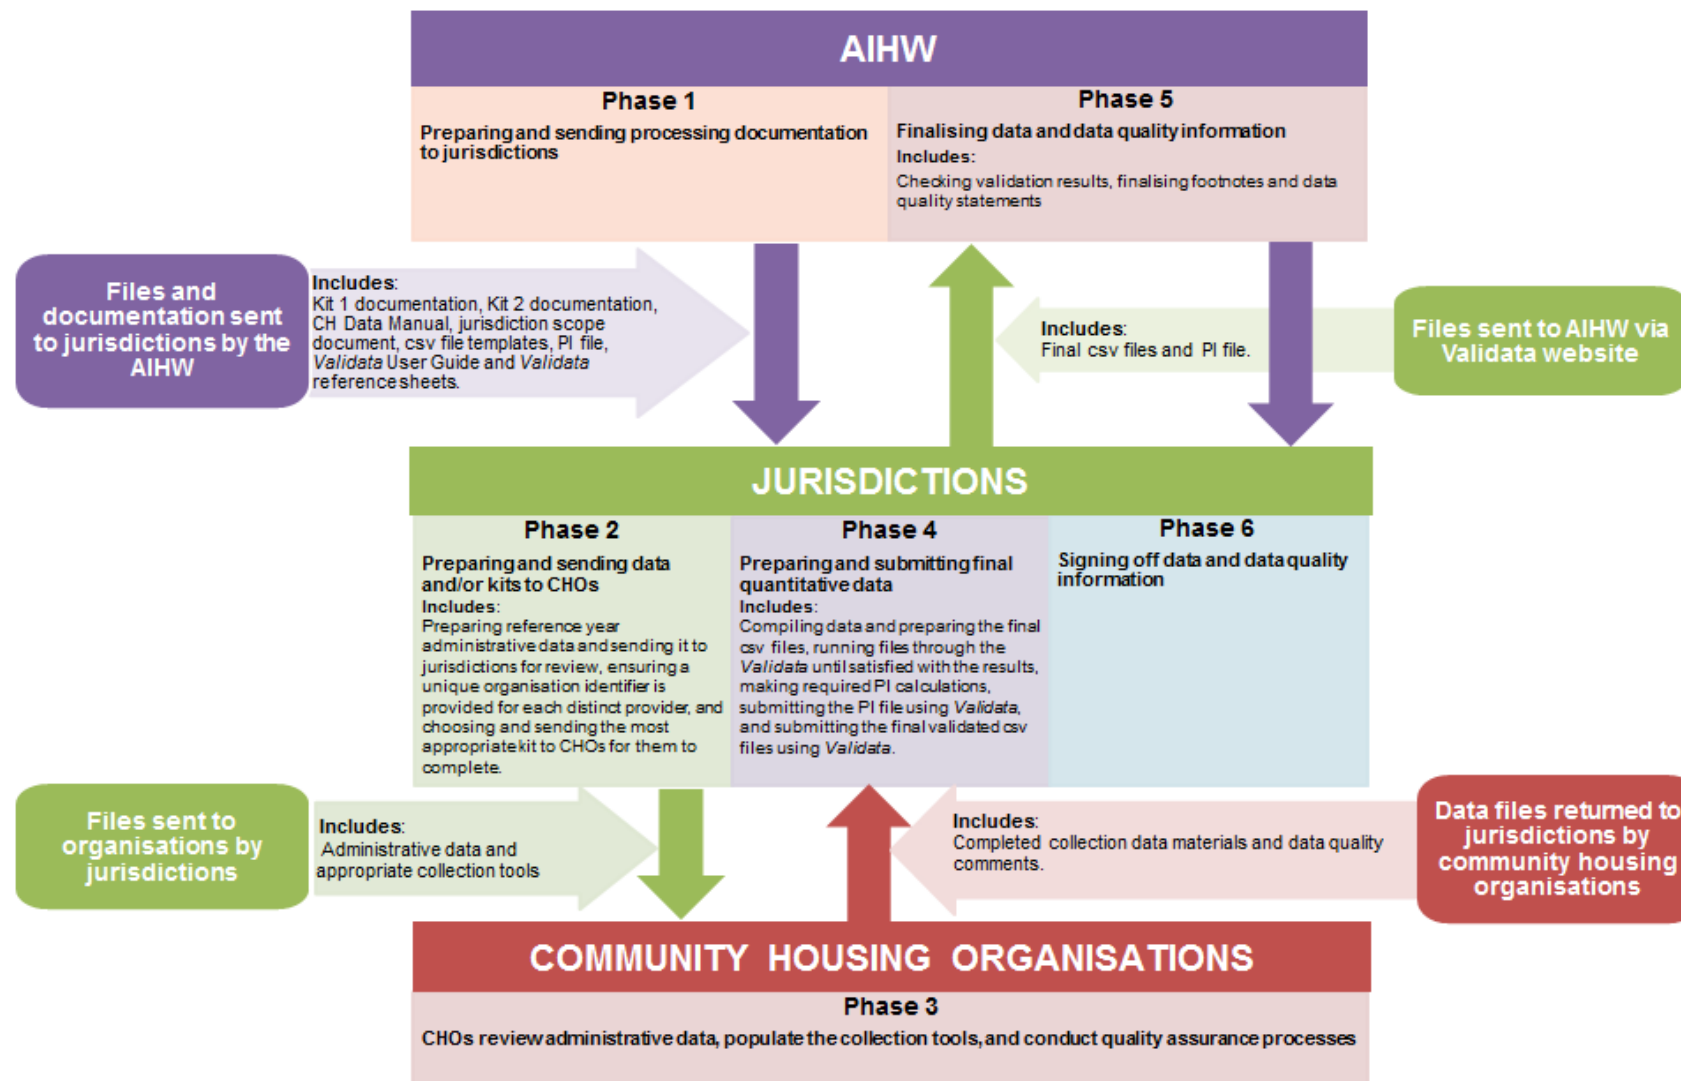 AIHW
Phase 1
Preparing and sending processing documentation
to jurisdictions
Phase 5
Finalising data and data quality information
Includes:
Checking validation results, finalising footnotes and data
quality statements
Files and
documentation sent
to jurisdictions by the
AIHW
Includes:
Kit 1 documentation, Kit 2 documentation,
CH Data Manual, jurisdiction scope
document, csv file templates, PI file,
Validata User Guide and Validata
reference sheets.
Includes:
Final csv files and PI file.
Files sent to AIHW via
Validata website
JURISDICTIONS
Phase 2
Preparing and sending data
and/or kits to CHOs
Includes:
Preparing reference year
administrative data and sending it to
jurisdictions for review, ensuring a
unique organisation identifier is
provided for each distinct provider, and
choosing and sending the most
appropriate kit to CHOs for them to
complete.
Phase 4
Preparing and submitting final
quantitative data
Includes:
Compiling data and preparing the final
csv files, running files through the
Validata until satisfied with the results,
making required PI calculations,
submitting the PI file using Validata,
and submitting the final validated csv
files using Validata.
Phase 6
Signing off data and data quality
information
Files sent to
organisations by
jurisdictions
Includes:
Administrative data and
appropriate collection tools
Includes:
Completed collection data materials and data quality
comments.
Data files returned to
jurisdictions by
community housing
organisations
COMMUNITY HOUSING ORGANISATIONS
Phase 3
CHOs review administrative data, populate the collection tools, and conduct quality assurance processes